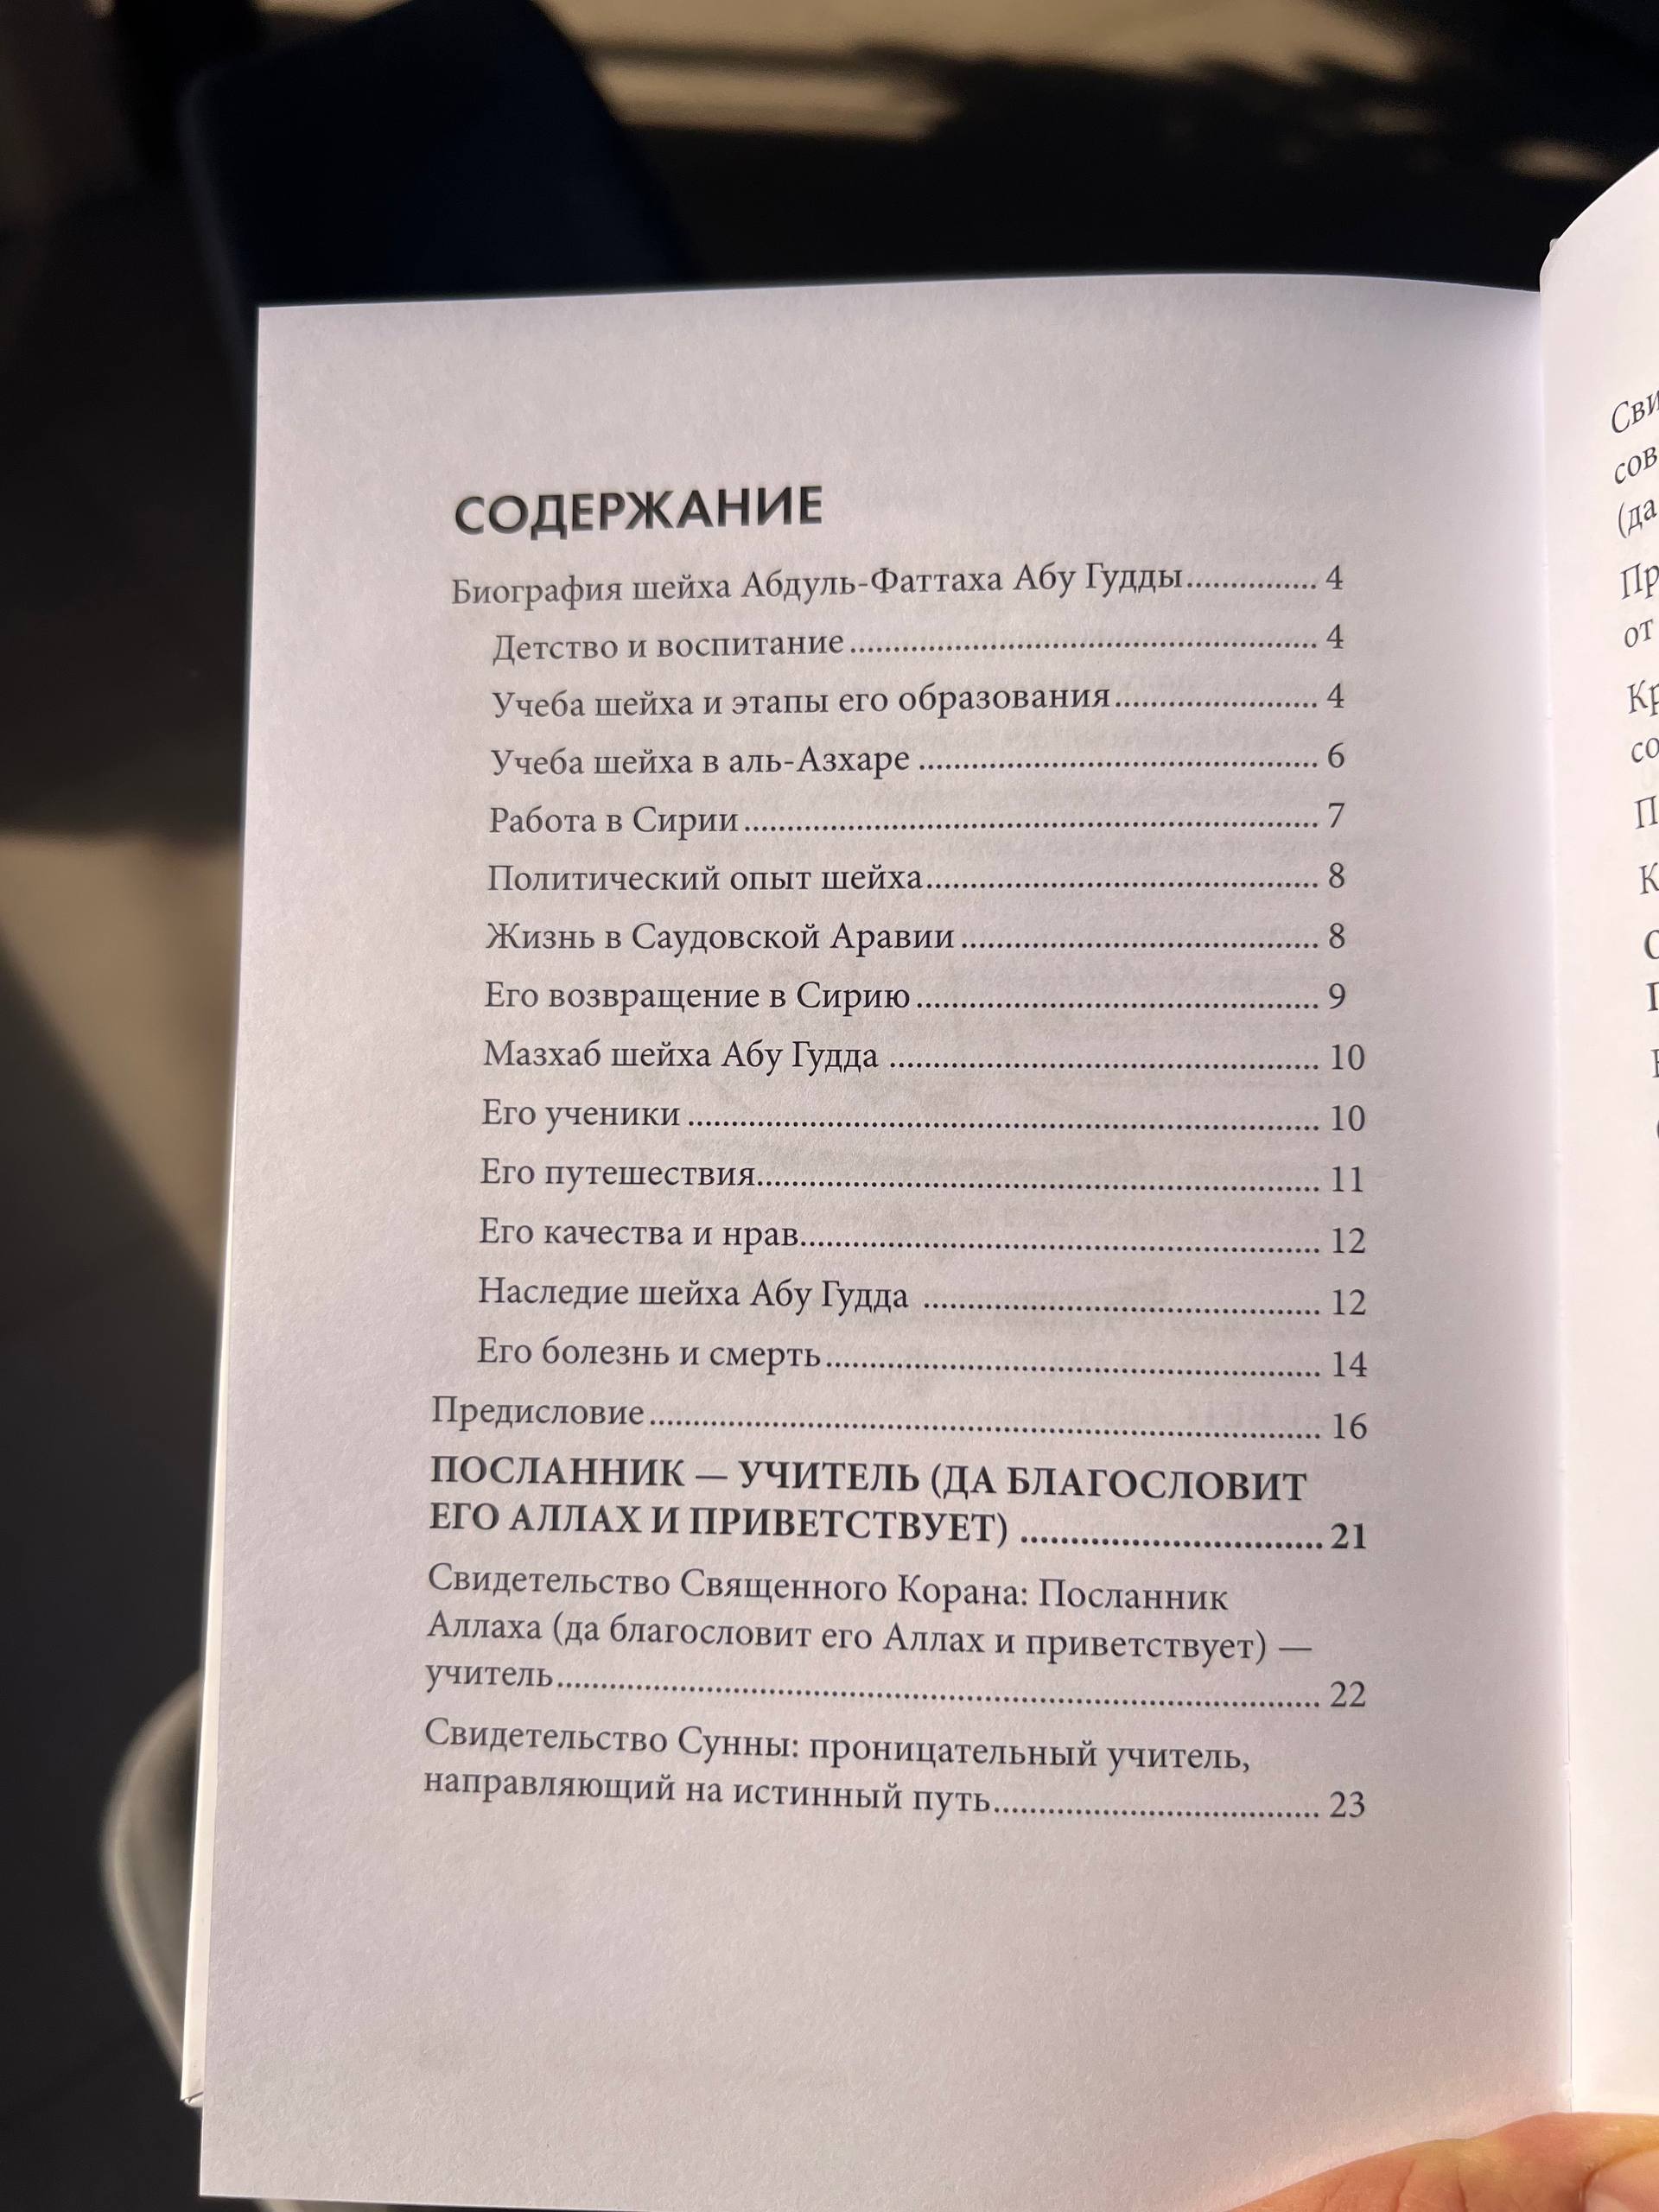 СОДЕРЖАНИЕ
Биография шейха Абдуль-Фаттаха Абу Гудды............... 4
Детство и воспитание...................................................... 4
Учеба шейха и этапы его образования........................ 4
Учеба шейха в аль-Азхаре .............................................. 6
Работа в Сирии.................................................................. 7
Политический опыт шейха............................................. 8
Жизнь в Саудовской Аравии......................................... 8
Его возвращение в Сирию.............................................. 9
Мазхаб шейха Абу Гудда ................................................. 10
Его ученики ........................................................................ 10
Его путешествия................................................................ 11
Его качества и нрав........................................................... 12
Наследие шейха Абу Гудда ............................................. 12
Его болезнь и смерть........................................................ 14
Предисловие............................................................................. 16
ПОСЛАННИК — УЧИТЕЛЬ (ДА БЛАГОСЛОВИТ
ЕГО АЛЛАХ И ПРИВЕТСТВУЕТ) ..................................21
Свидетельство Священного Корана: Посланник
Аллаха (да благословит его Аллах и приветствует) —
учитель....................................................................................... 22
Свидетельство Сунны: проницательный учитель,
направляющий на истинный путь..................................... 23
(да
от